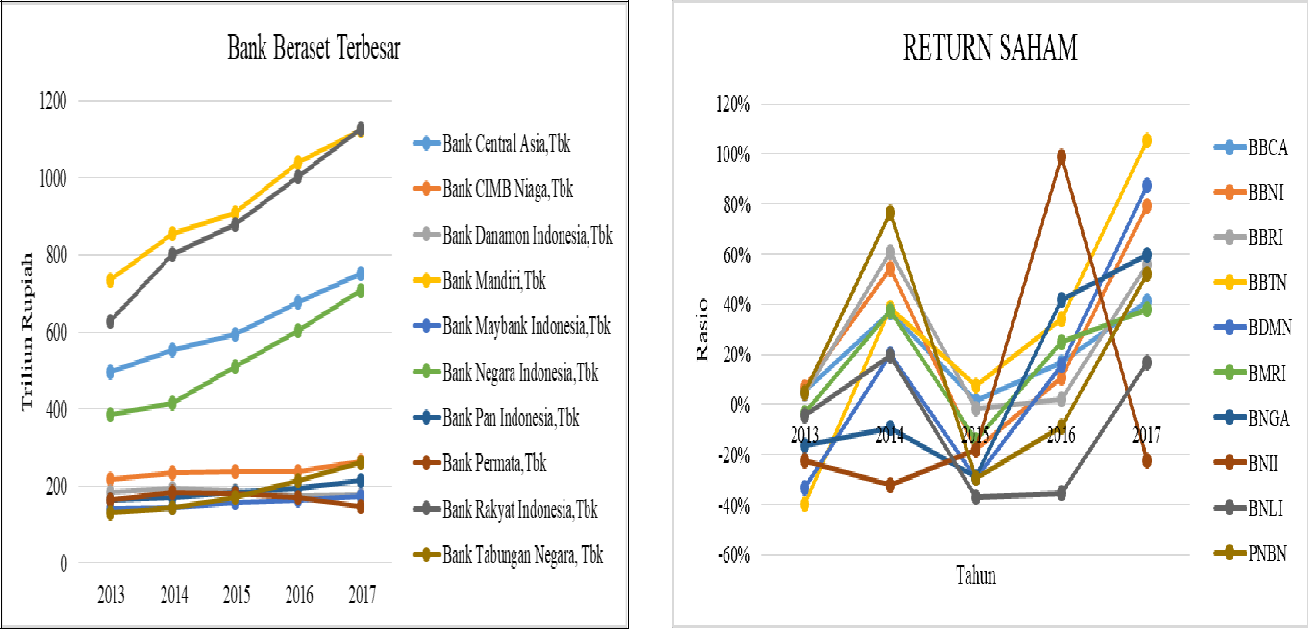 Bank Beraset Terbesar
Triliun Rupiah
1200
1000
800
600
400
200
0
2013 2014 2015 2016 2017
Bank Central Asia,Tbk
Bank CIMB Niaga,Tbk
Bank Danamon Indonesia,Tbk
Bank Mandiri,Tbk
Bank Maybank Indonesia,Tbk
Bank Negara Indonesia,Tbk
Bank Pan Indonesia,Tbk
Bank Permata,Tbk
Bank Rakyat Indonesia,Tbk
Bank Tabungan Negara, Tbk
RETURN SAHAM
Rasio
120%
100%
80%
60%
40%
20%
0%
-20%
-40%
-60%
2013 2014 2015 2016 2017
Tahun
BBCA
BBNI
BBRI
BBTN
BDMN
BMRI
BNGA
BNII
BNLI
PNBN